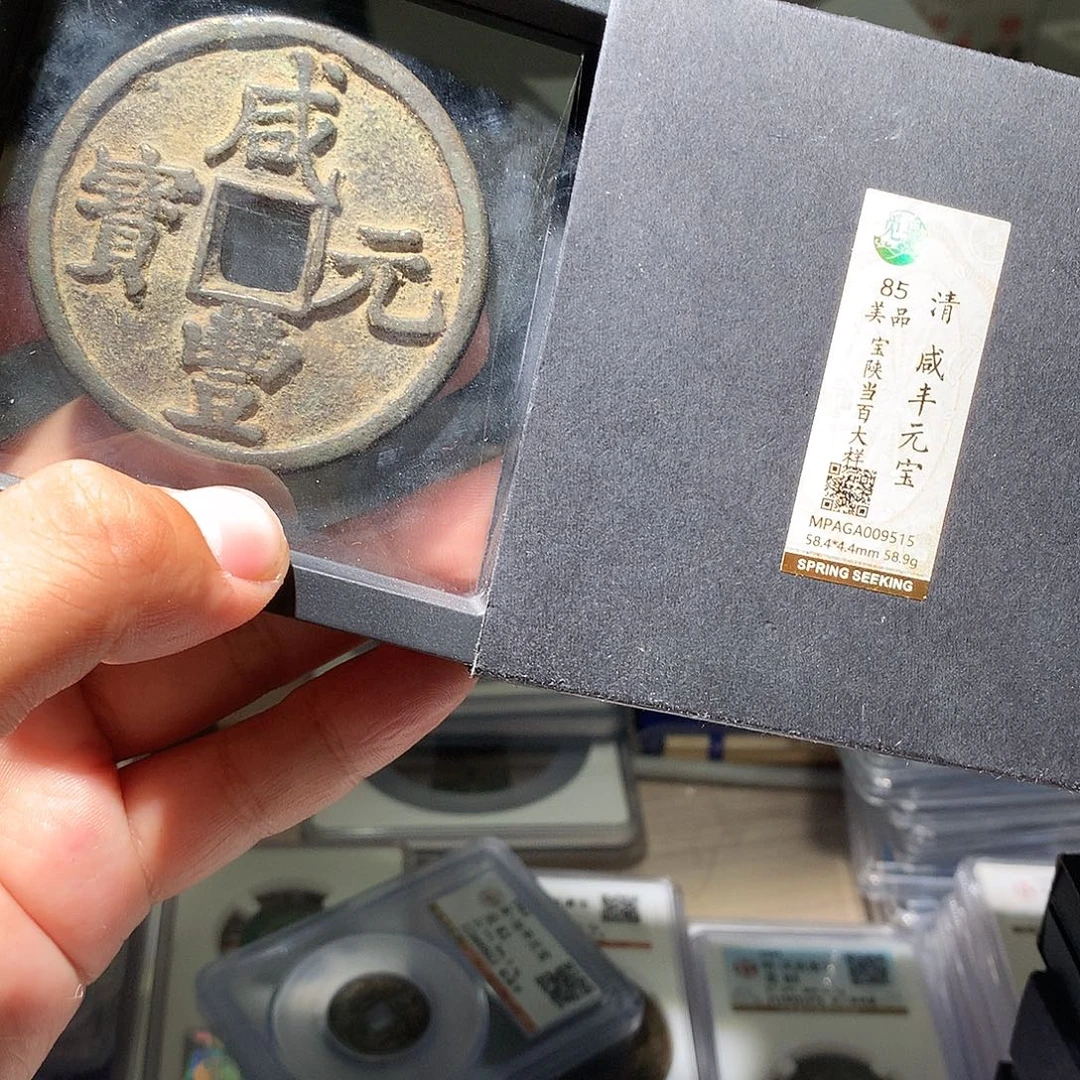 咸
元
寶
豐
85
美品
清 咸丰元宝
宝陕当百大样
MPAGA009515
58.4*4.4mm 58.9g
SPRING SEEKING